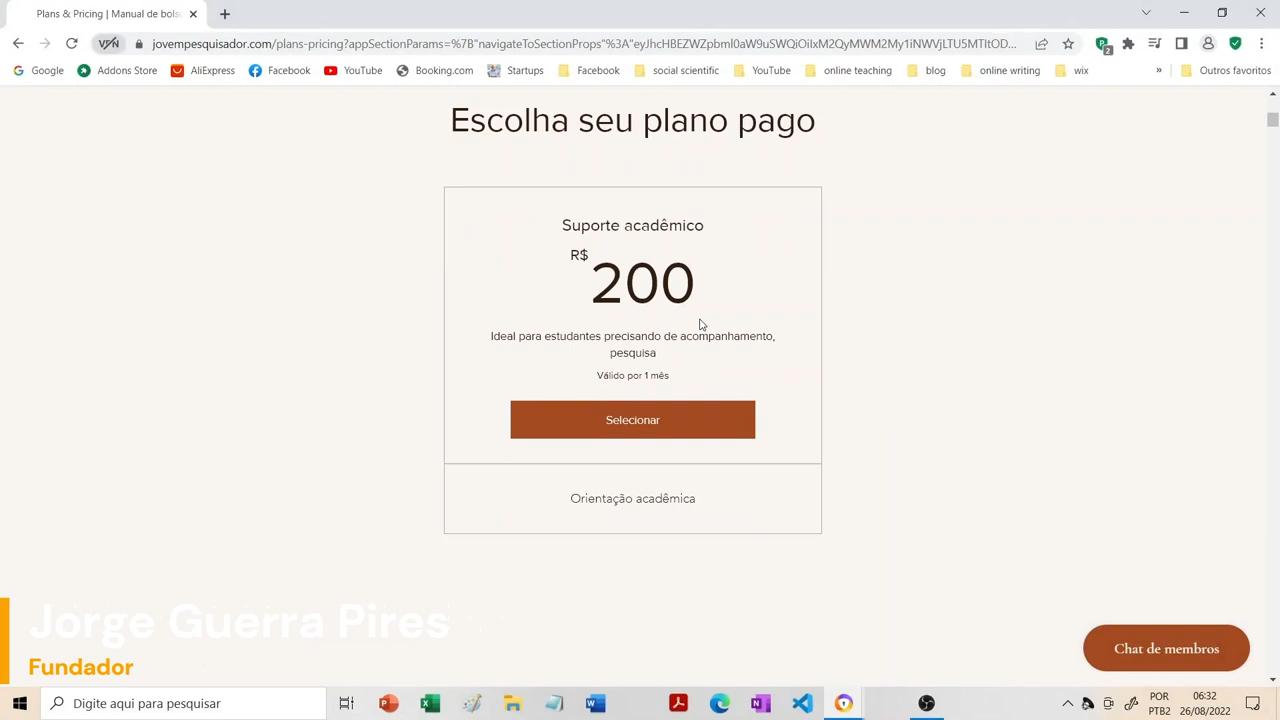 Plans & Pricing | Manual de bols
jovempesquisador.com/plans-pricing?appSectionParams=%7B"navigateToSectionProps"%3A"eyJhcHBEZWZpbml0aW9uSWQiOiIxM2QyMWM2My1iNWVjLTU5MTItOD...
Google Addons Store AliExpress Facebook YouTube Booking.com Startups Facebook social scientific YouTube online teaching blog online writing wix » Outros favoritos
Escolha seu plano pago
Suporte acadêmico
R$
200
Ideal para estudantes precisando de acompanhamento,
pesquisa
Válido por 1 mês
Selecionar
Orientação acadêmica
Jorge Guerra Pires
Fundador
Chat de membros
Digite aqui para pesquisar
POR 06:32
PTB2 26/08/2022